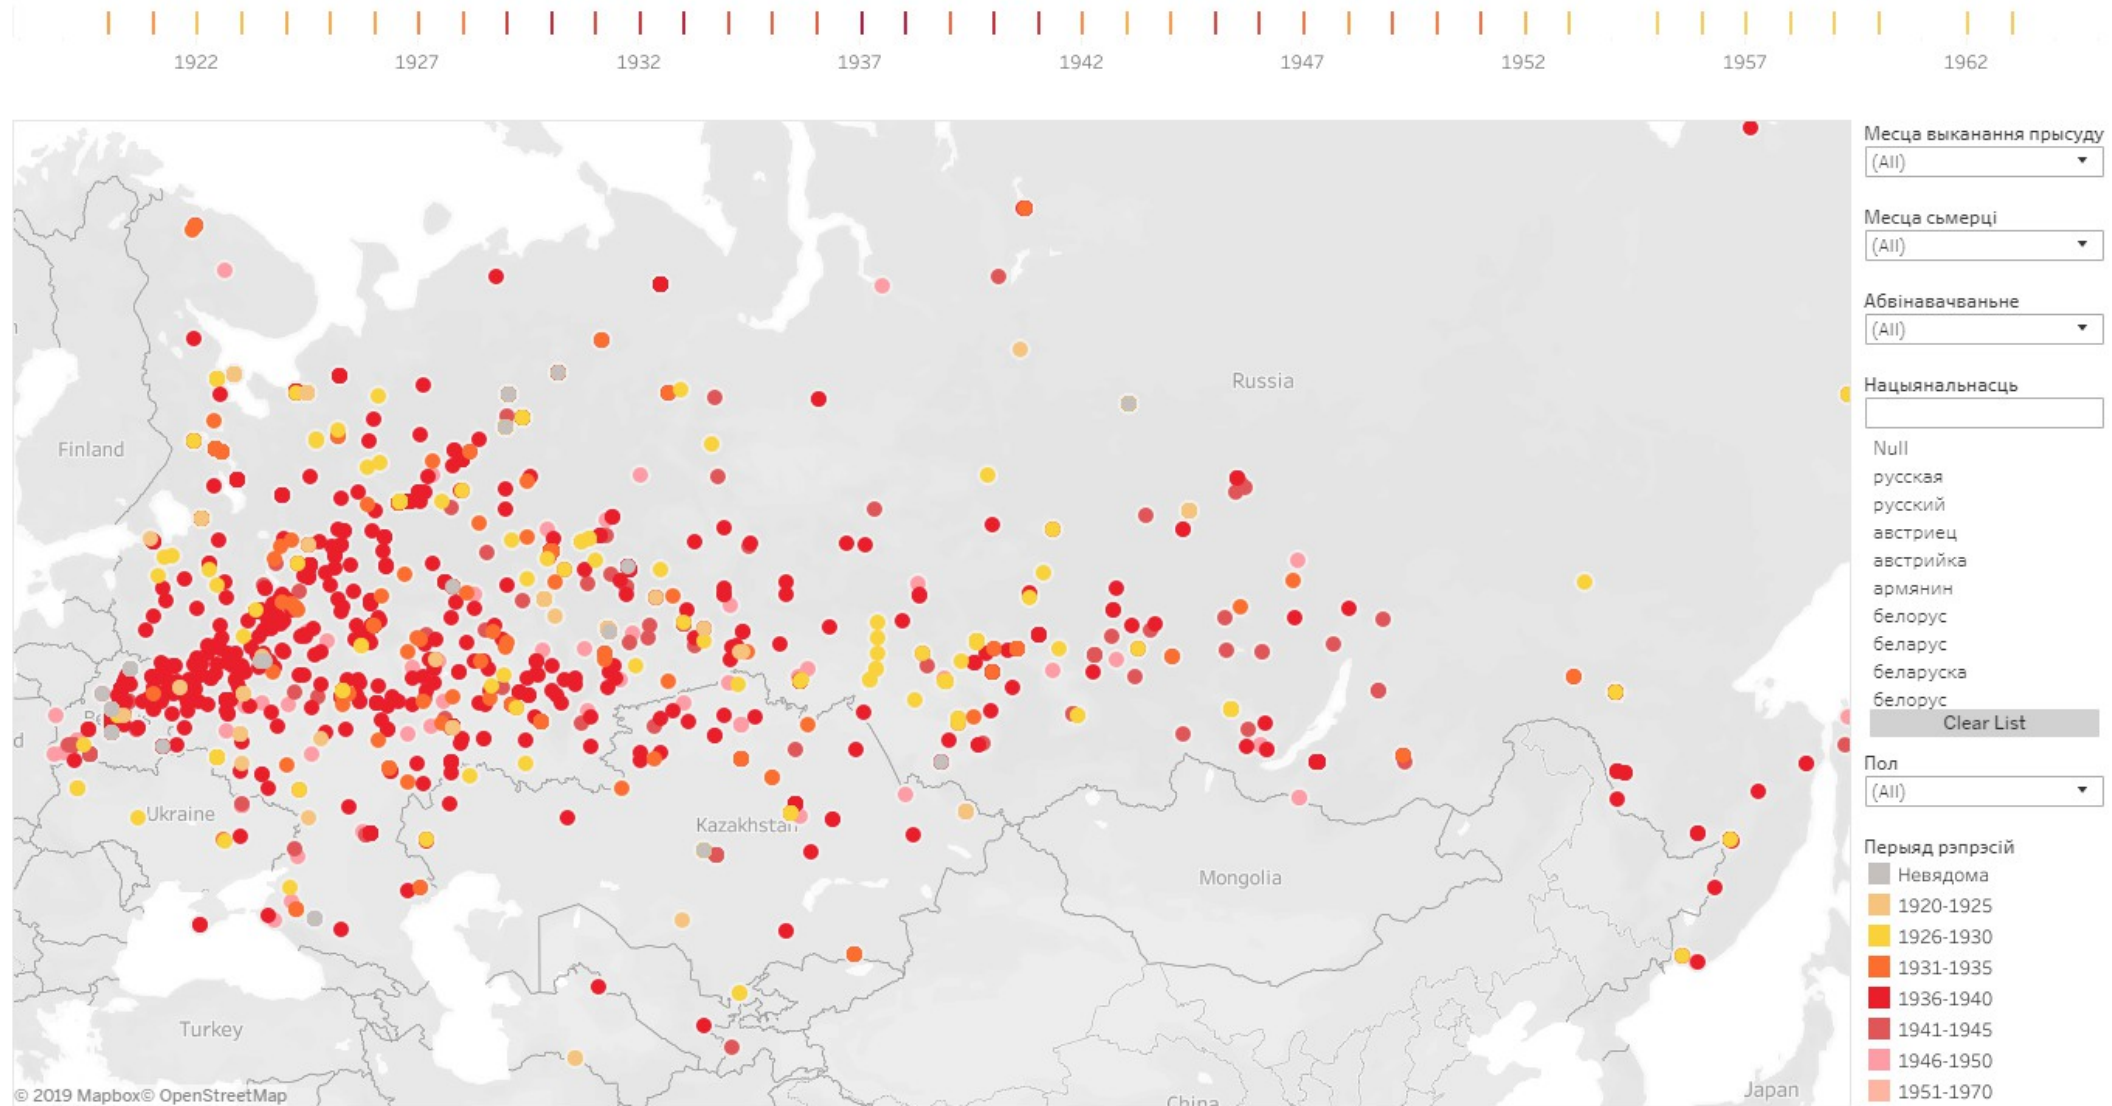 1922 1927 1932 1937 1942 1947 1952 1957 1962
Месца выканання прысуду
(All)
Месца сьмерці
(All)
Абвінавачваньне
(All)
Russia
Нацыянальнасць
Finland
Null
русская
русский
австриец
австрийка
армянин
белорус
беларус
беларуска
белорус
Clear List
d
Пол
(All)
Ukraine
Kazakhstan
Перыяд рэпрэсій
Невядома
Mongolia
1920-1925
1926-1930
1931-1935
1936-1940
Turkey
1941-1945
1946-1950
Japan
1951-1970
© 2019 Mapbox© OpenStreetMap
China